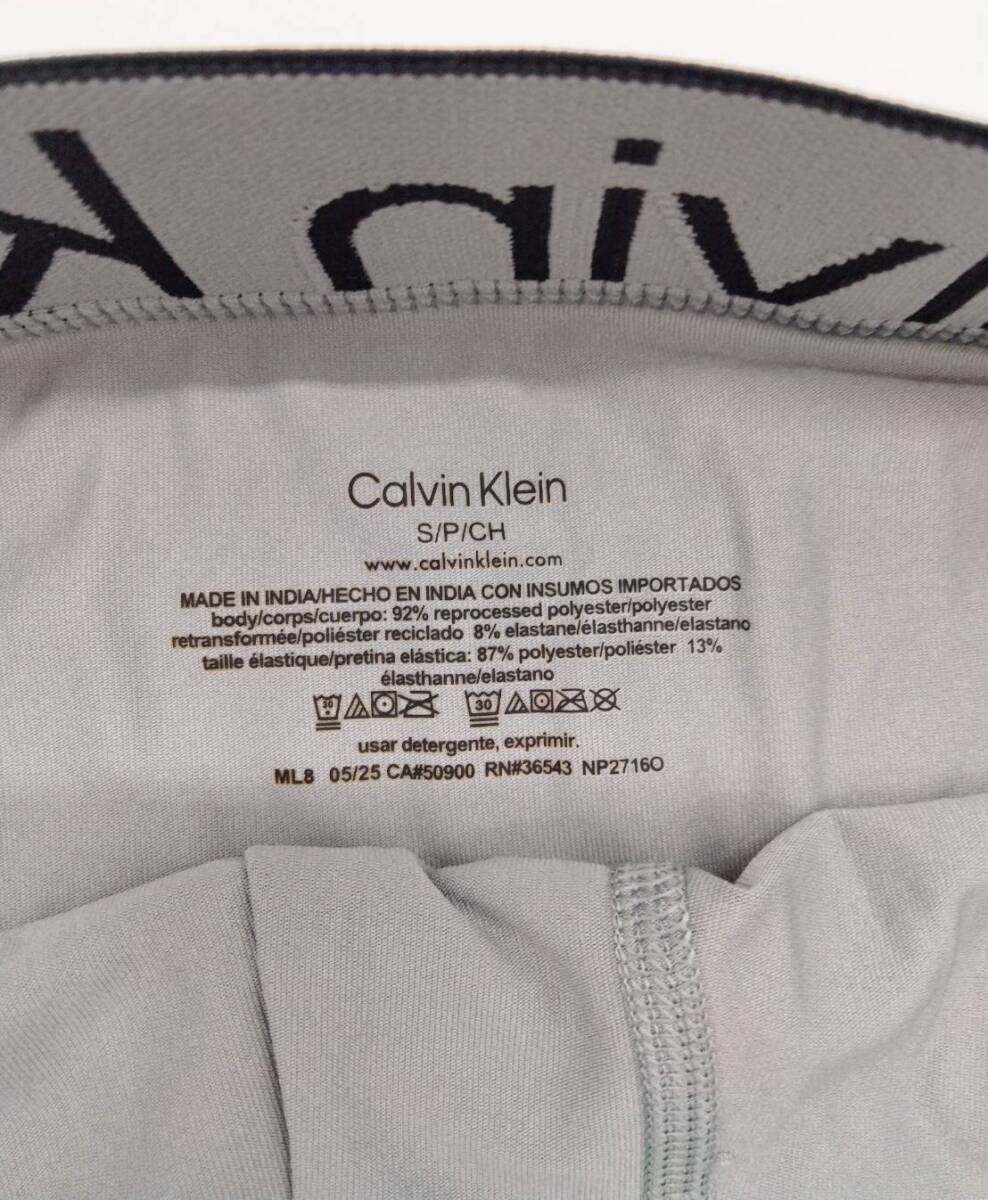 Calvin Klein
S/P/CH
www.calvinklein.com
MADE IN INDIA/HECHO EN INDIA CON INSUMOS IMPORTADOS
body/corps/cuerpo: 92% reprocessed polyester/polyester
retransformée/poliéster reciclado 8% elastane/élasthanne/elastano
taille élastique/pretina elástica: 87% polyester/poliéster 13%
élasthanne/elastano
30 30
usar detergente, exprimir.
ML8 05/25 CA#50900 RN#36543 NP2716O